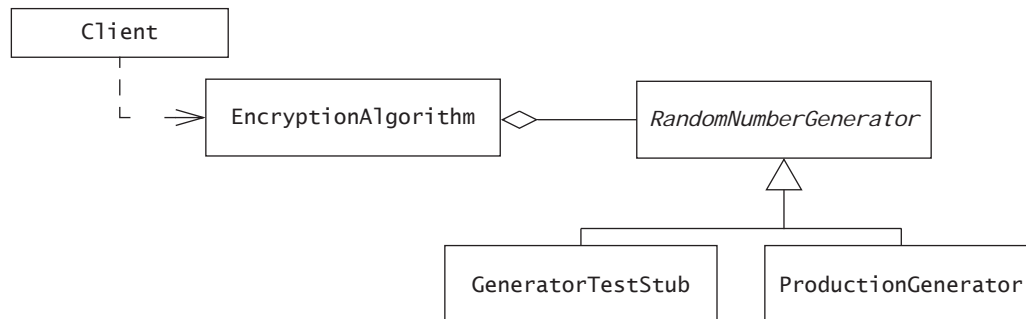 Client
EncryptionAlgorithm
RandomNumberGenerator
GeneratorTestStub
ProductionGenerator